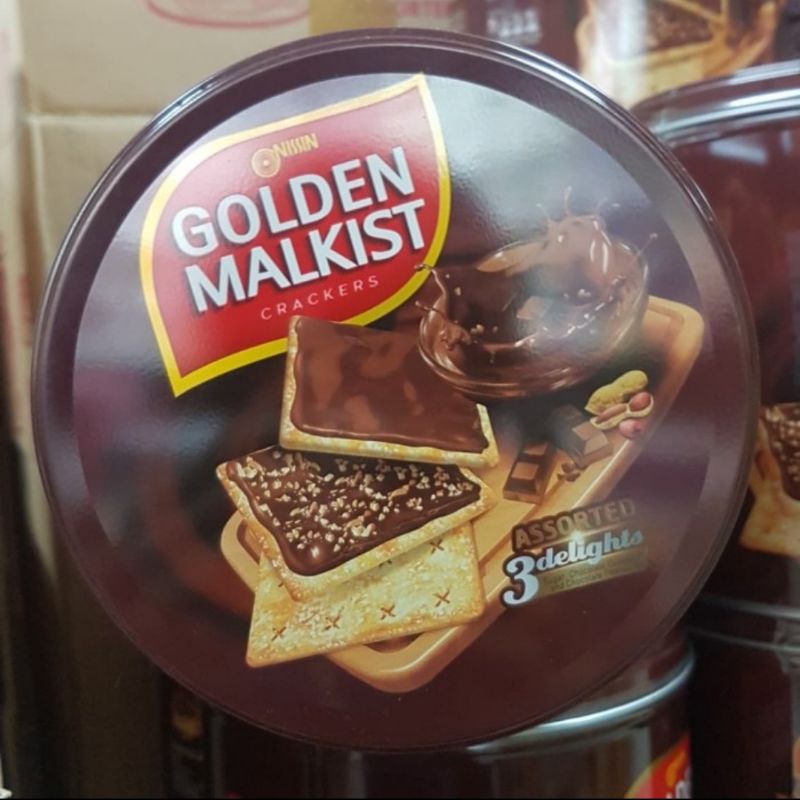 NISSIN
GOLDEN
MALKIST
CRACKERS
ASSORTED
3 delights